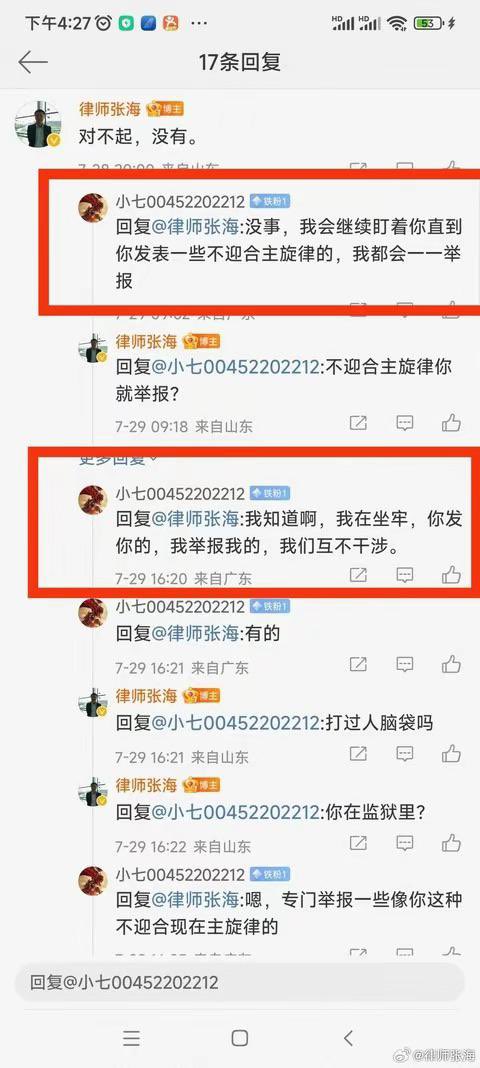 下午4:27
HD HD 53
17条回复
律师张海 博主
对不起，没有。
小七00452202212 铁粉1
回复@律师张海:没事，我会继续盯着你直到
你发表一些不迎合主旋律的，我都会一一举
报
律师张海 博主
回复@小七00452202212:不迎合主旋律你
就举报?
7-29 09:18 来自山东
更多回复
小七00452202212 铁粉1
回复@律师张海:我知道啊，我在坐牢，你发
你的，我举报我的，我们互不干涉。
7-29 16:20 来自广东
小七00452202212 铁粉1
回复@律师张海:有的
7-29 16:21 来自广东
律师张海 博主
回复@小七00452202212:打过人脑袋吗
7-29 16:21 来自山东
律师张海 博主
回复@小七00452202212:你在监狱里?
7-29 16:22 来自山东
小七00452202212 铁粉1
回复@律师张海:嗯，专门举报一些像你这种
不迎合现在主旋律的
回复@小七00452202212
@律师张海